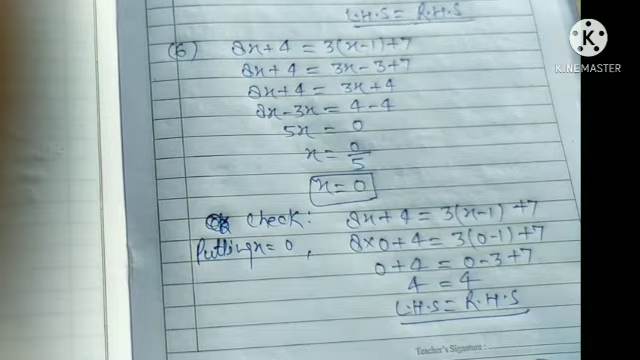 L.H.S = R.H.S
(6) 2x+4 = 3(x-1)+7
2x+4 = 3x-3+7
2x+4 = 3x+4
2x-3x = 4-4
5x = 0
x = 0/5
x = 0
check: 2x+4 = 3(x-1)+7
Putting x = 0, 2×0+4 = 3(0-1)+7
0+4 = 0-3+7
4 = 4
L.H.S = R.H.S
Teacher's Signature :
KINEMASTER